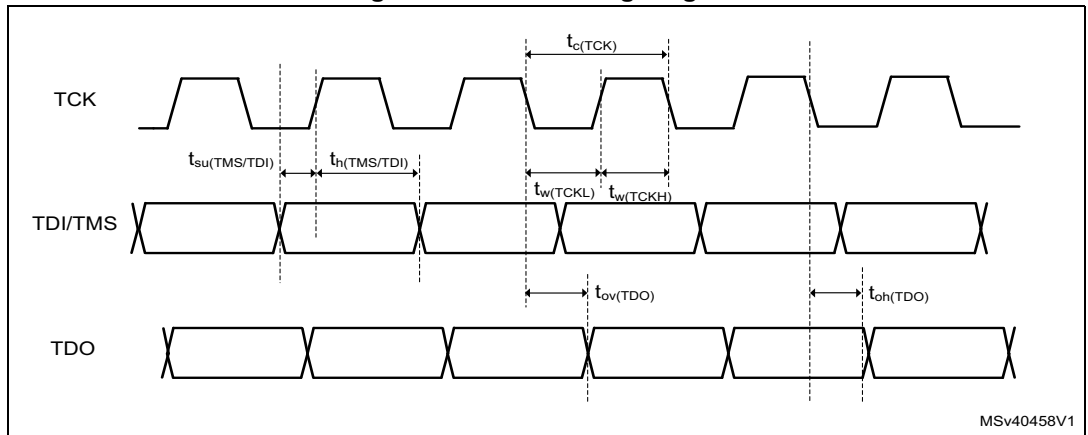 t_c(TCK)
TCK
t_su(TMS/TDI)
t_h(TMS/TDI)
t_w(TCKL)
t_w(TCKH)
TDI/TMS
t_ov(TDO)
t_oh(TDO)
TDO
MSv40458V1